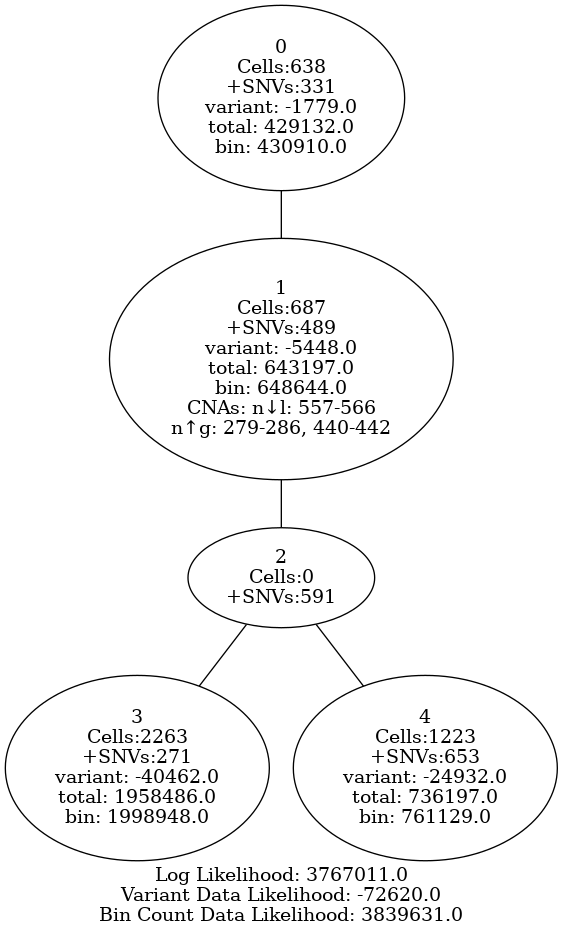 0
Cells:638
+SNVs:331
variant: -1779.0
total: 429132.0
bin: 430910.0
1
Cells:687
+SNVs:489
variant: -5448.0
total: 643197.0
bin: 648644.0
CNAs: n↓l: 557-566
n↑g: 279-286, 440-442
2
Cells:0
+SNVs:591
3
Cells:2263
+SNVs:271
variant: -40462.0
total: 1958486.0
bin: 1998948.0
4
Cells:1223
+SNVs:653
variant: -24932.0
total: 736197.0
bin: 761129.0
Log Likelihood: 3767011.0
Variant Data Likelihood: -72620.0
Bin Count Data Likelihood: 3839631.0